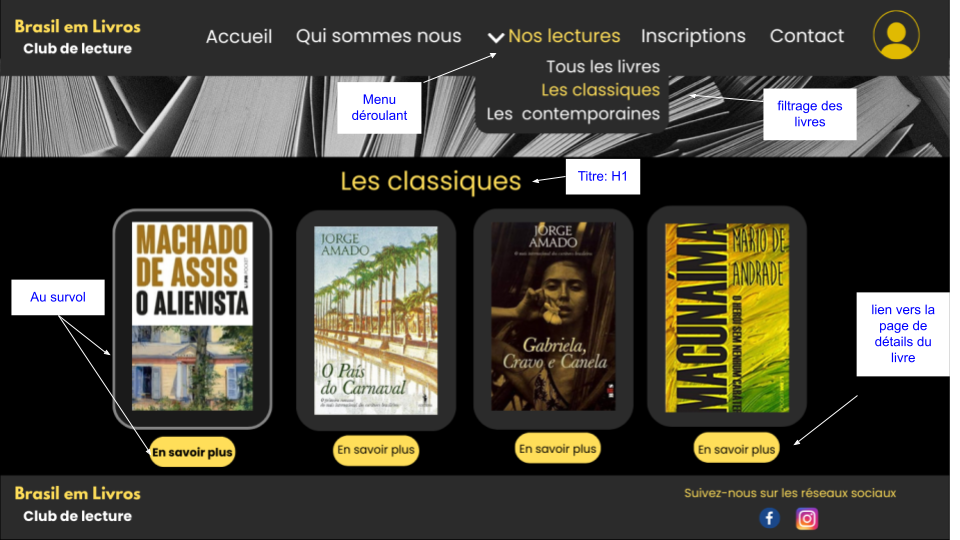 Brasil em Livros
Club de lecture
Accueil
Qui sommes nous
Nos lectures
Inscriptions
Contact
Tous les livres
Les classiques
Les contemporaines
Menu
déroulant
filtrage des
livres
Les classiques
Titre: H1
Au survol
MACHADO
DE ASSIS
O ALIENISTA
JORGE
AMADO
O País
do Carnaval
JORGE
AMADO
Gabriela,
Cravo e Canela
MACUNAÍMA
MÁRIO DE
ANDRADE
O HERÓI SEM NENHUM CARÁTER
lien vers la
page de
détails du
livre
En savoir plus
En savoir plus
En savoir plus
En savoir plus
Brasil em Livros
Club de lecture
Suivez-nous sur les réseaux sociaux